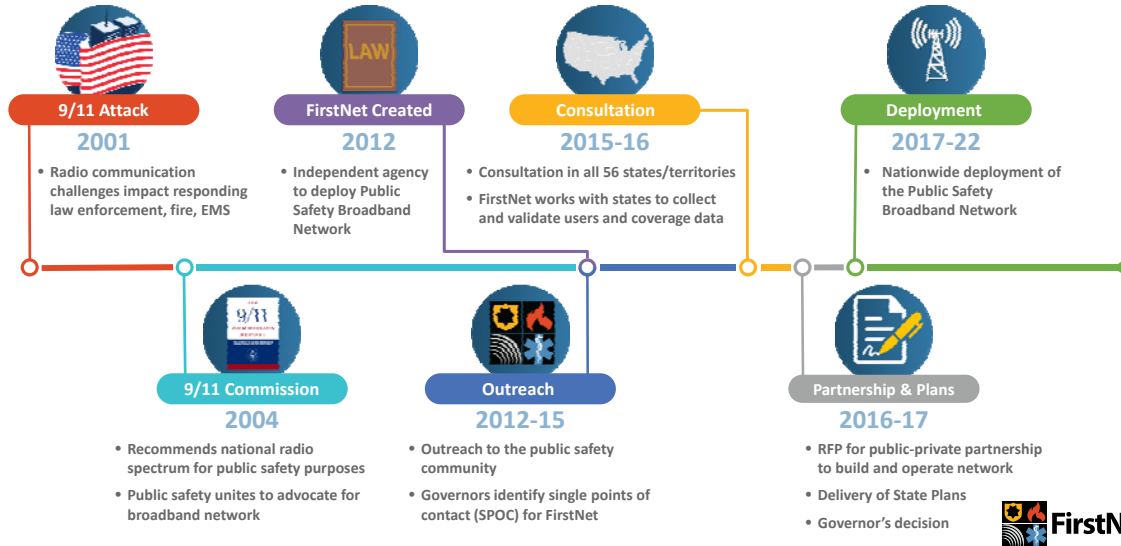 LAW
9/11 Attack
2001
• Radio communication
challenges impact responding
law enforcement, fire, EMS
FirstNet Created
2012
• Independent agency
to deploy Public
Safety Broadband
Network
Consultation
2015-16
• Consultation in all 56 states/territories
• FirstNet works with states to collect
and validate users and coverage data
Deployment
2017-22
• Nationwide deployment of
the Public Safety
Broadband Network
9/11
9/11 Commission
2004
• Recommends national radio
spectrum for public safety purposes
• Public safety unites to advocate for
broadband network
Outreach
2012-15
• Outreach to the public safety
community
• Governors identify single points of
contact (SPOC) for FirstNet
Partnership & Plans
2016-17
• RFP for public-private partnership
to build and operate network
• Delivery of State Plans
• Governor's decision
FirstN